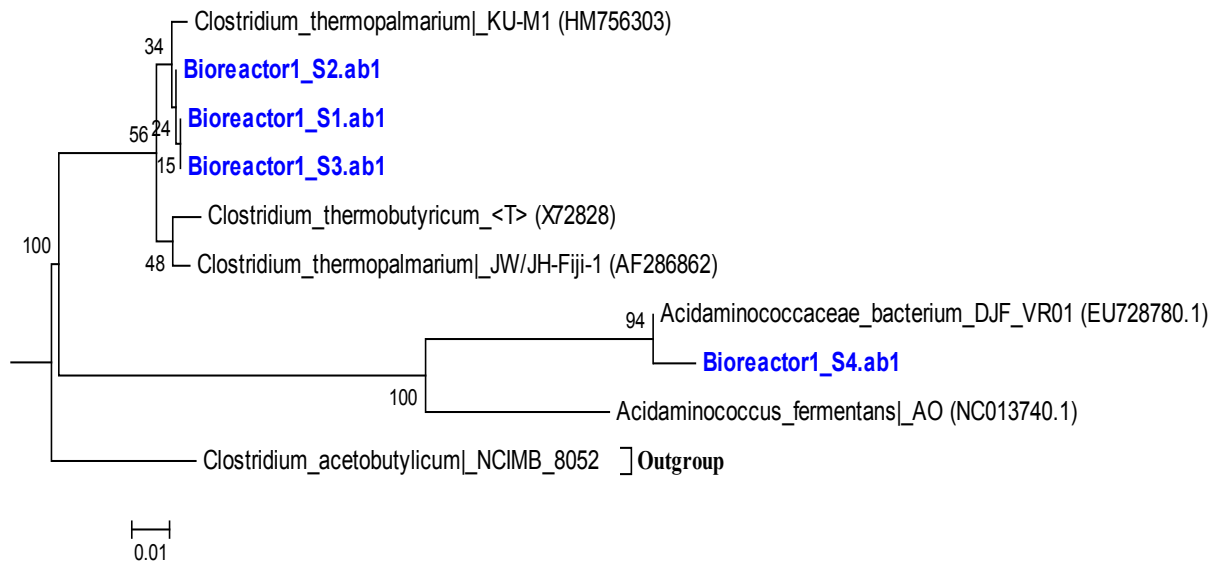 Clostridium_thermopalmarium|_KU-M1 (HM756303)
34
Bioreactor1_S2.ab1
Bioreactor1_S1.ab1
56
24
Bioreactor1_S3.ab1
15
Clostridium_thermobutyricum_<T> (X72828)
100
48
Clostridium_thermopalmarium|_JW/JH-Fiji-1 (AF286862)
Acidaminococcaceae_bacterium_DJF_VR01 (EU728780.1)
94
Bioreactor1_S4.ab1
100
Acidaminococcus_fermentans|_AO (NC013740.1)
Clostridium_acetobutylicum|_NCIMB_8052 Outgroup
0.01